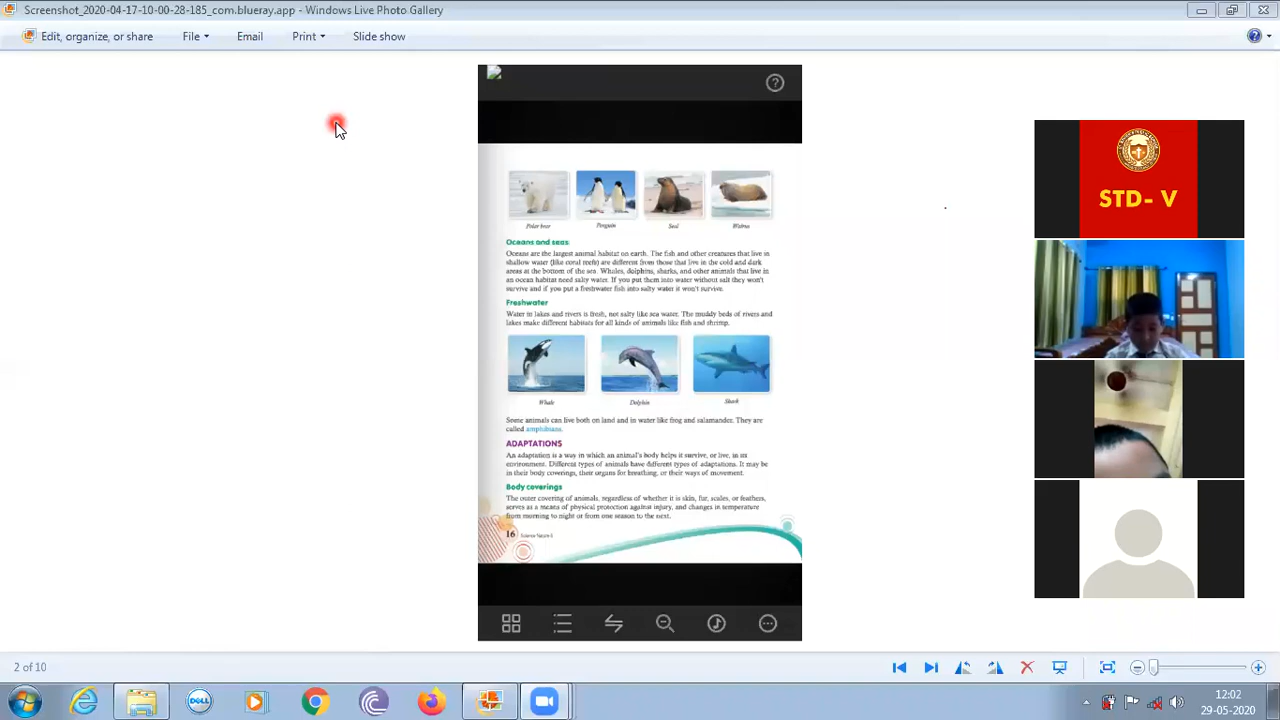 Screenshot_2020-04-17-10-00-28-185_com.blueray.app - Windows Live Photo Gallery
Edit, organize, or share File Email Print Slide show
Polar bear Penguin Seal Walrus
Oceans and seas
Oceans are the largest animal habitat on earth. The fish and other creatures that live in
shallow water (like coral reefs) are different from those that live in the cold and dark
areas at the bottom of the sea. Whales, dolphins, sharks, and other animals that live in
an ocean habitat need salty water. If you put them into water without salt they won't
survive and if you put a freshwater fish into salty water it won't survive.
Freshwater
Water in lakes and rivers is fresh, not salty like sea water. The muddy beds of rivers and
lakes make different habitats for all kinds of animals like fish and shrimp.
Whale Dolphin Shark
Some animals can live both on land and in water like frog and salamander. They are
called amphibians.
ADAPTATIONS
An adaptation is a way in which an animal's body helps it survive, or live, in its
environment. Different types of animals have different types of adaptations. It may be
in their body coverings, their organs for breathing, or their ways of movement.
Body coverings
The outer covering of animals, regardless of whether it is skin, fur, scales, or feathers,
serves as a means of physical protection against injury, and changes in temperature
from morning to night or from one season to the next.
16 Science Nature-5
STD- V
2 of 10
DELL
12:02
29-05-2020